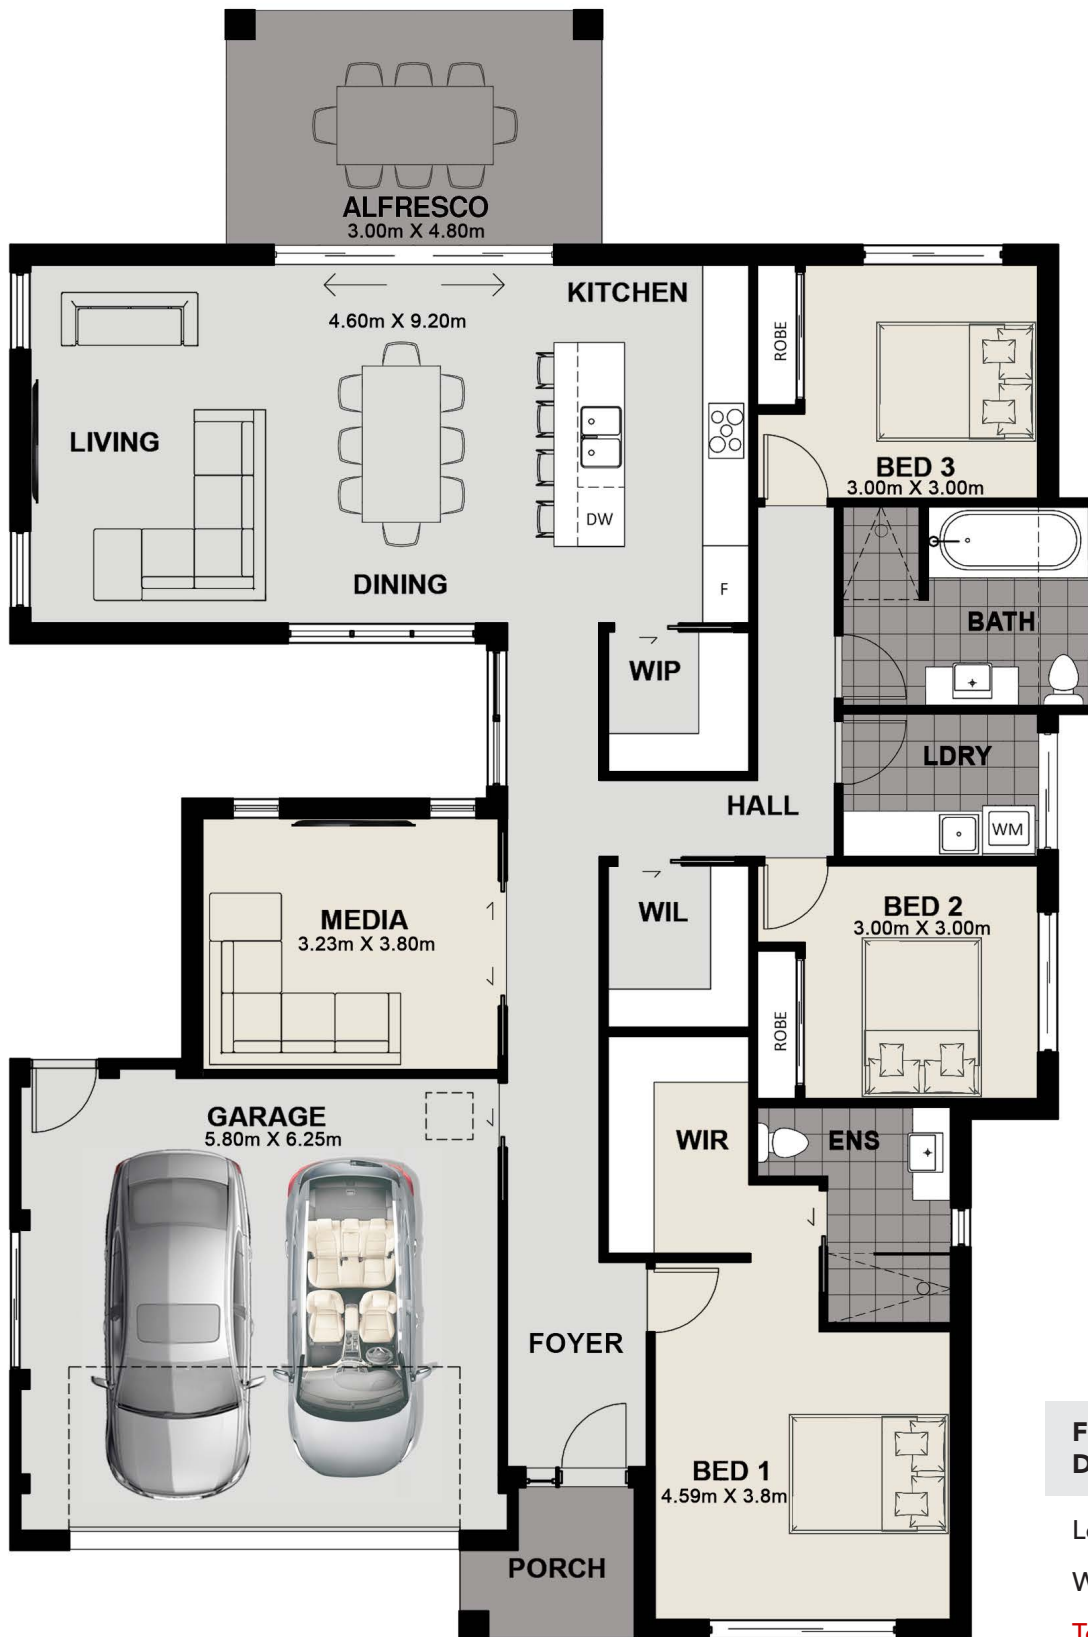 ALFRESCO
3.00m X 4.80m
KITCHEN
4.60m X 9.20m
ROBE
LIVING
BED 3
3.00m X 3.00m
DW
DINING
F
BATH
WIP
LDRY
HALL
WM
MEDIA
3.23m X 3.80m
WIL
BED 2
3.00m X 3.00m
ROBE
GARAGE
5.80m X 6.25m
WIR
ENS
FOYER
BED 1
4.59m X 3.8m
PORCH
F
D
W